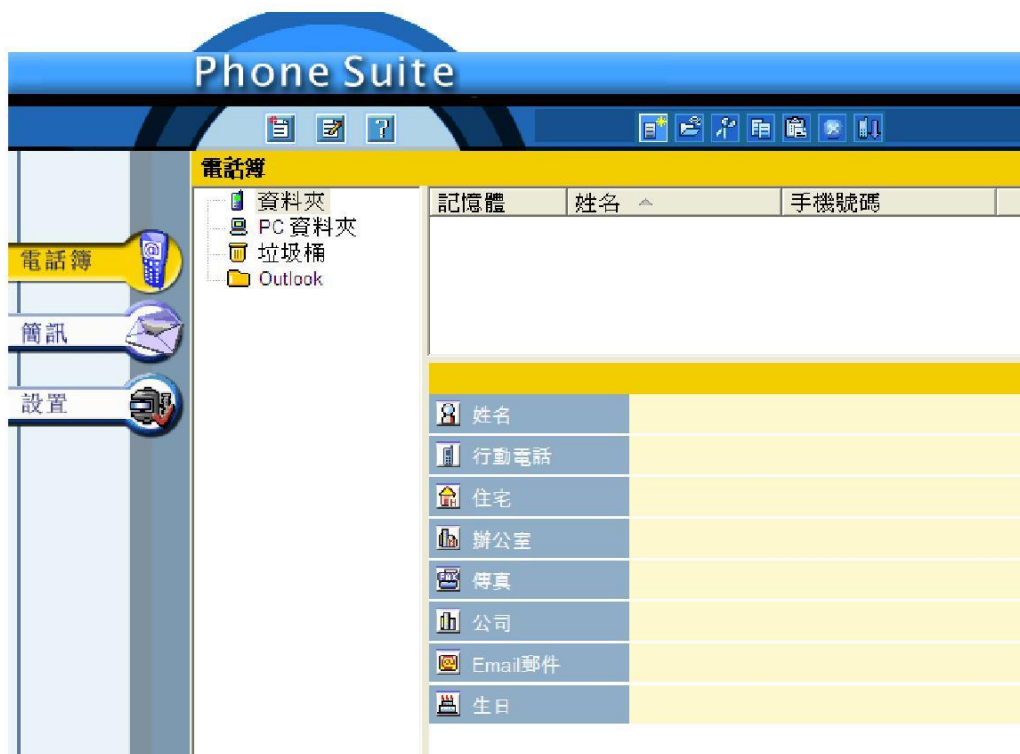 Phone Suite
電話簿
資料夾
PC 資料夾
垃圾桶
Outlook
電話簿
簡訊
設置
記憶體 姓名 手機號碼
姓名
行動電話
住宅
辦公室
傳真
公司
Email郵件
生日